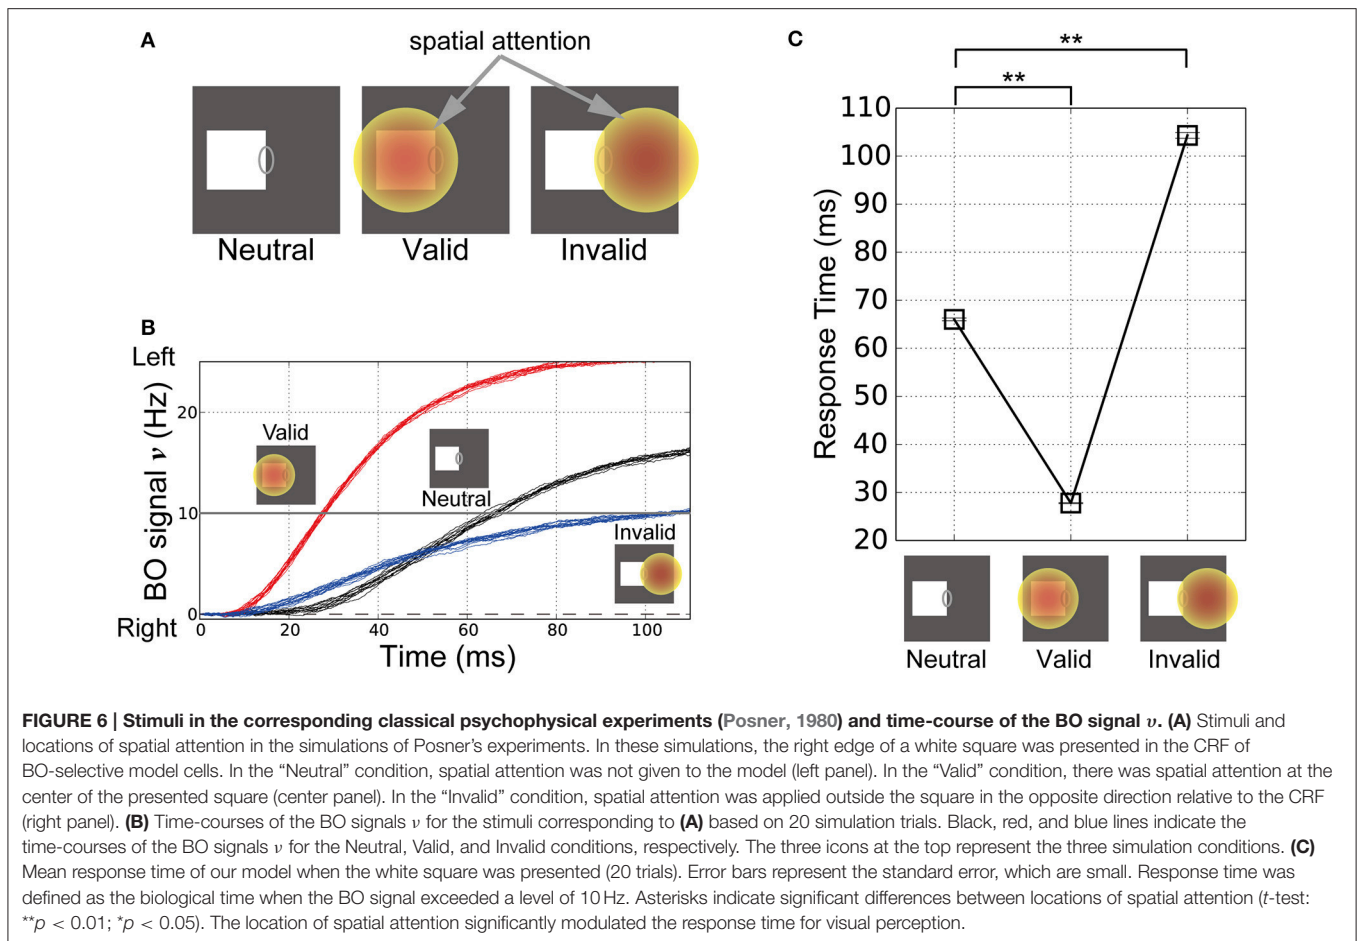 A
spatial attention
Neutral Valid Invalid
B
Left
BO signal ν (Hz)
20
10
0
Right
Valid
Neutral
Invalid
0 20 40 60 80 100
Time (ms)
C
**
**
Response Time (ms)
110
100
90
80
70
60
50
40
30
20
Neutral Valid Invalid
FIGURE 6 | Stimuli in the corresponding classical psychophysical experiments (Posner, 1980) and time-course of the BO signal υ. (A) Stimuli and
locations of spatial attention in the simulations of Posner's experiments. In these simulations, the right edge of a white square was presented in the CRF of
BO-selective model cells. In the “Neutral” condition, spatial attention was not given to the model (left panel). In the “Valid” condition, there was spatial attention at the
center of the presented square (center panel). In the “Invalid” condition, spatial attention was applied outside the square in the opposite direction relative to the CRF
(right panel). (B) Time-courses of the BO signals ν for the stimuli corresponding to (A) based on 20 simulation trials. Black, red, and blue lines indicate the
time-courses of the BO signals ν for the Neutral, Valid, and Invalid conditions, respectively. The three icons at the top represent the three simulation conditions. (C)
Mean response time of our model when the white square was presented (20 trials). Error bars represent the standard error, which are small. Response time was
defined as the biological time when the BO signal exceeded a level of 10 Hz. Asterisks indicate significant differences between locations of spatial attention (t-test:
**p < 0.01; *p < 0.05). The location of spatial attention significantly modulated the response time for visual perception.